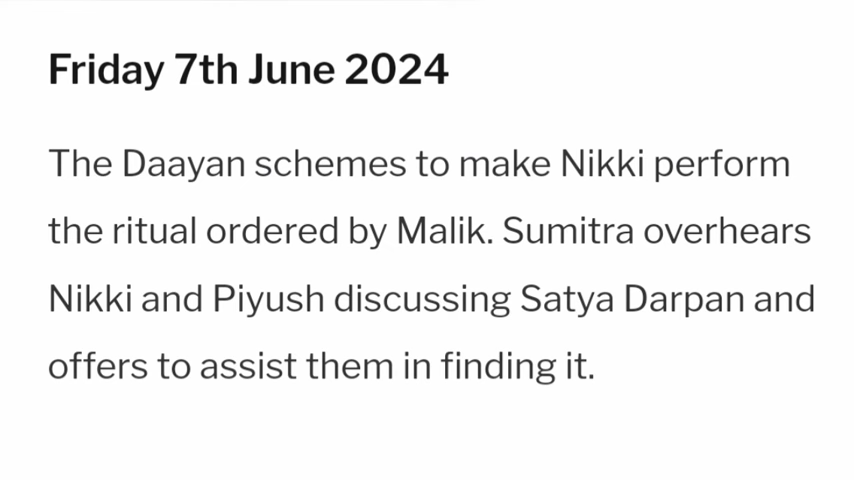 Friday 7th June 2024
The Daayan schemes to make Nikki perform
the ritual ordered by Malik. Sumitra overhears
Nikki and Piyush discussing Satya Darpan and
offers to assist them in finding it.